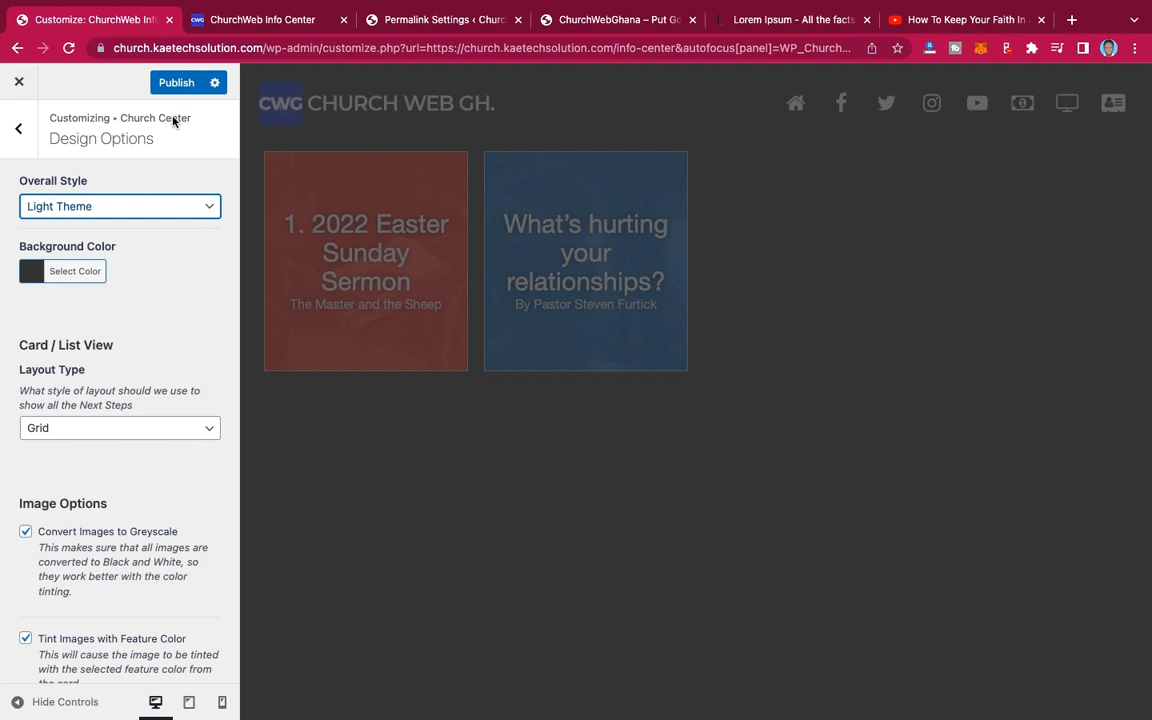 Customize: ChurchWeb Inf
ChurchWeb Info Center
Permalink Settings ‹ Churc
ChurchWebGhana – Put Go
Lorem Ipsum - All the facts
How To Keep Your Faith In
church.kaetechsolution.com/wp-admin/customize.php?url=https://church.kaetechsolution.com/info-center&autofocus[panel]=WP_Church...
Publish
Customizing • Church Center
Design Options
Overall Style
Light Theme
Background Color
Select Color
Card / List View
Layout Type
What style of layout should we use to
show all the Next Steps
Grid
Image Options
Convert Images to Greyscale
This makes sure that all images are
converted to Black and White, so
they work better with the color
tinting.
Tint Images with Feature Color
This will cause the image to be tinted
with the selected feature color from
the card
Hide Controls
CWG CHURCH WEB GH.
1. 2022 Easter
Sunday
Sermon
The Master and the Sheep
What's hurting
your
relationships?
By Pastor Steven Furtick